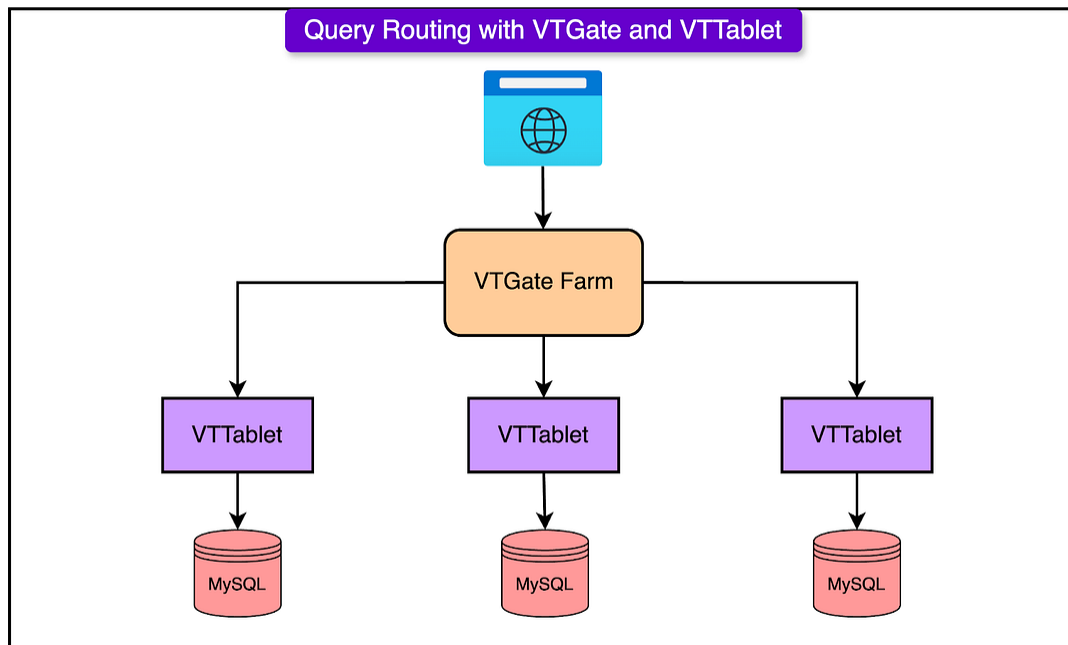 Query Routing with VTGate and VTTablet
VTGate Farm
VTTablet
VTTablet
VTTablet
MySQL
MySQL
MySQL